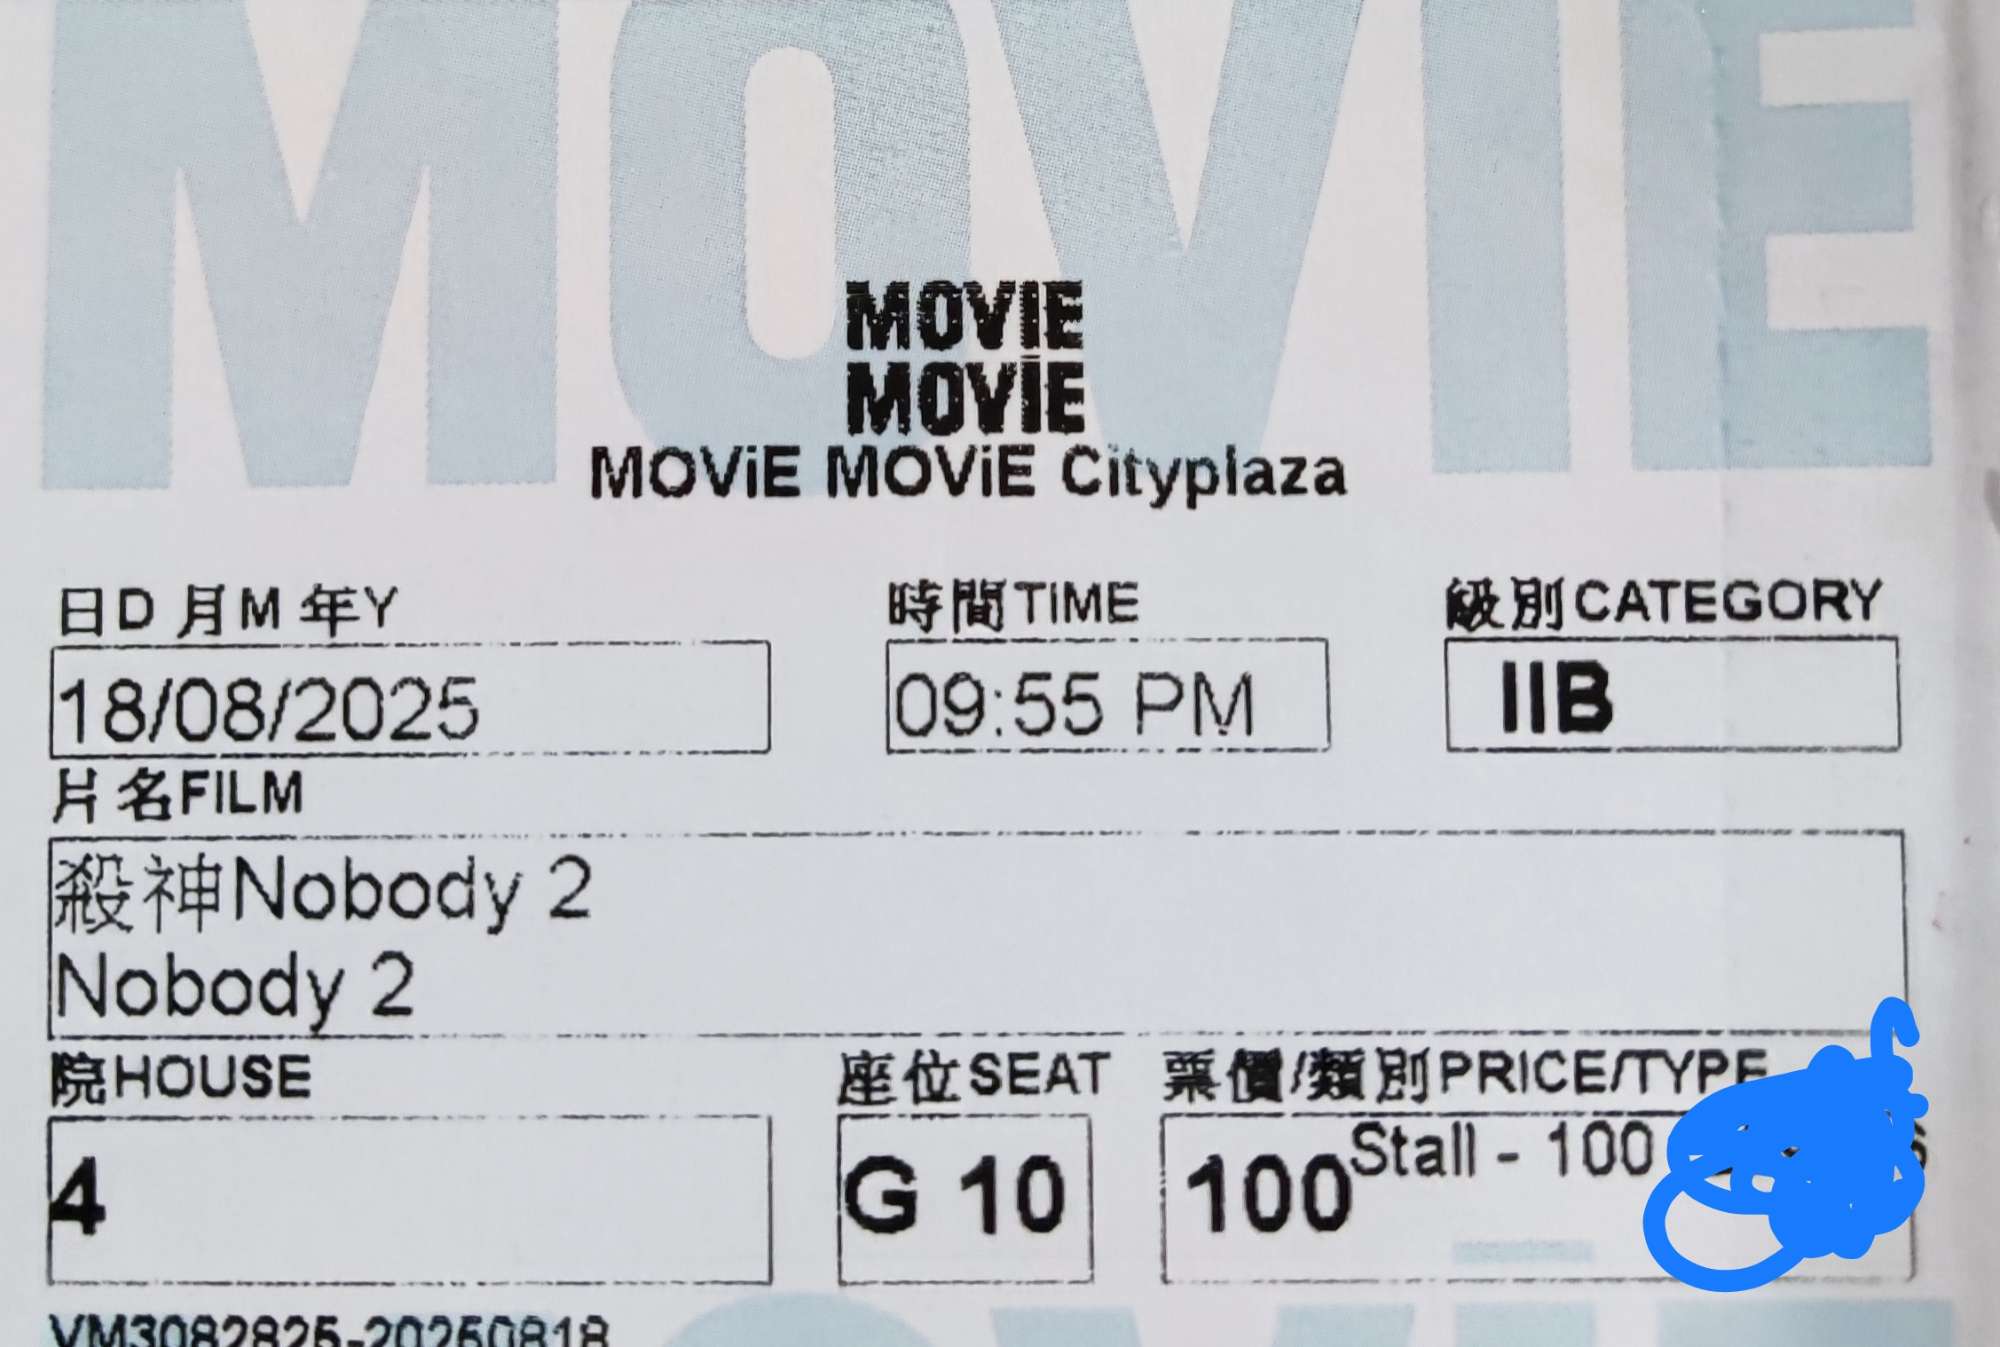 MOVIE
MOVIE
MOViE
MOViE MOViE Cityplaza
日D 月M 年Y 時間TIME 級別CATEGORY
18/08/2025 09:55 PM IIB
片名FILM
殺神Nobody 2
Nobody 2
院HOUSE 座位SEAT 票價/類別PRICE/TYPE
4 G 10 100 Stall - 100
VM3082825-20250818